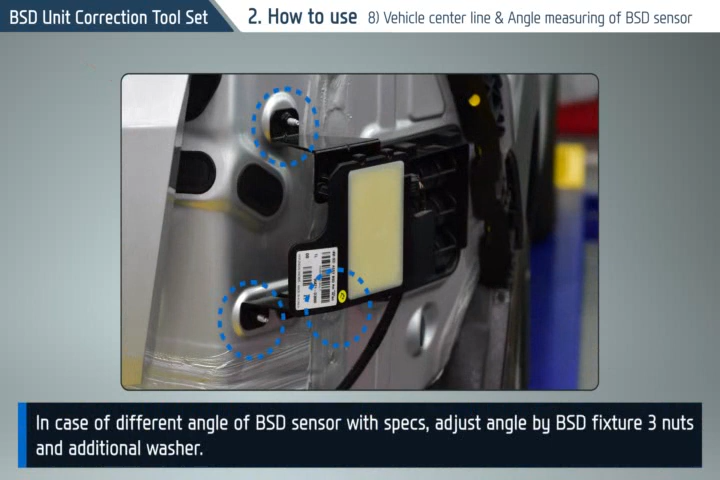 BSD Unit Correction Tool Set
2. How to use 8) Vehicle center line & Angle measuring of BSD sensor
In case of different angle of BSD sensor with specs, adjust angle by BSD fixture 3 nuts
and additional washer.